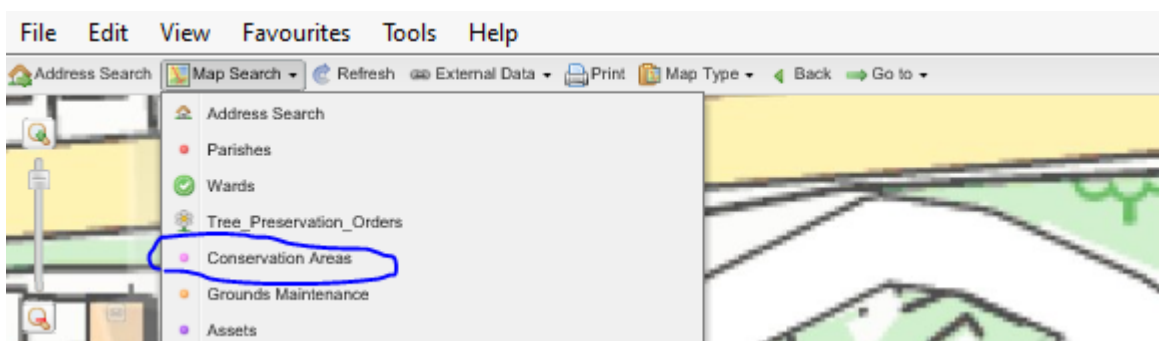 File Edit View Favourites Tools Help
Address Search Map Search Refresh External Data Print Map Type Back Go to
Address Search
Parishes
Wards
Tree_Preservation_Orders
Conservation Areas
Grounds Maintenance
Assets